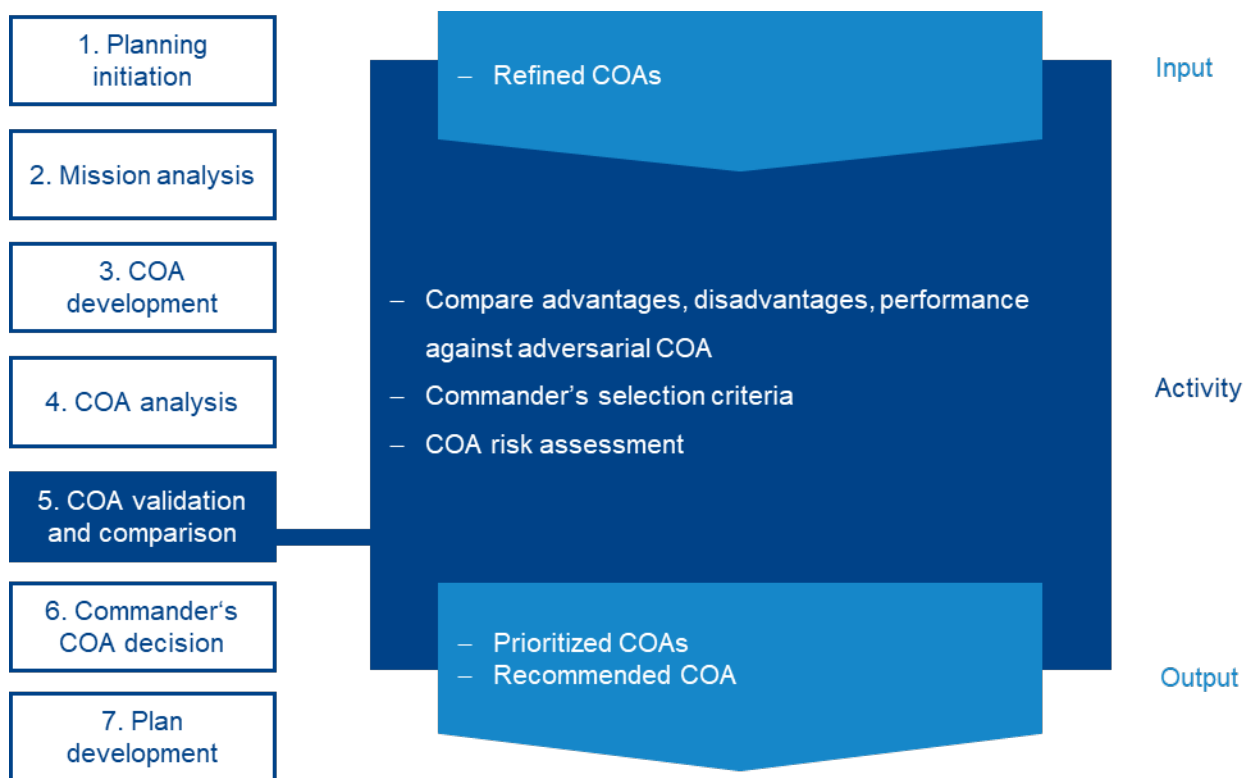 1. Planning
initiation
2. Mission analysis
3. COA
development
4. COA analysis
5. COA validation
and comparison
6. Commander‘s
COA decision
7. Plan
development
– Refined COAs
– Compare advantages, disadvantages, performance
against adversarial COA
– Commander’s selection criteria
– COA risk assessment
– Prioritized COAs
– Recommended COA
Input
Activity
Output